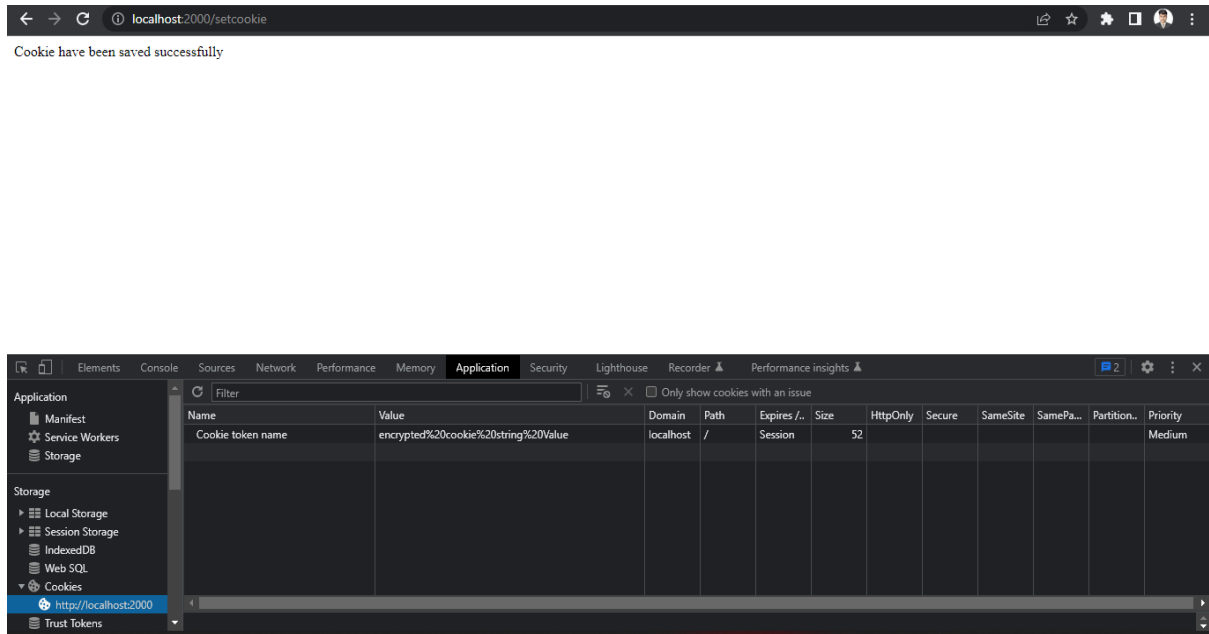 localhost:2000/setcookie
Cookie have been saved successfully
Elements Console Sources Network Performance Memory Application Security Lighthouse Recorder Performance insights 2
Application
Manifest
Service Workers
Storage
Storage
Local Storage
Session Storage
IndexedDB
Web SQL
Cookies
http://localhost:2000
Trust Tokens
Filter Only show cookies with an issue
Name Value Domain Path Expires /.. Size HttpOnly Secure SameSite SamePa... Partition.. Priority
Cookie token name encrypted%20cookie%20string%20Value localhost / Session 52 Medium